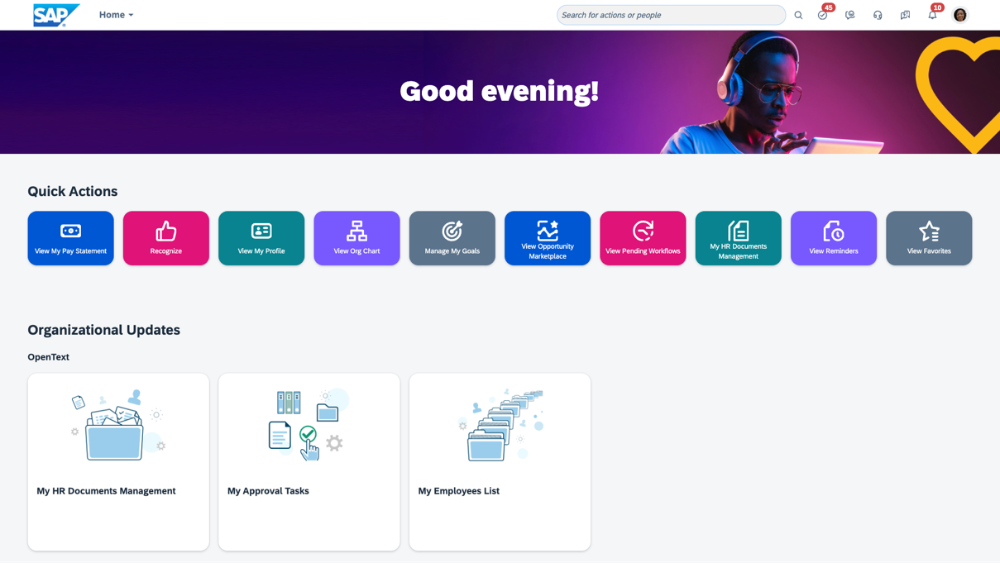 SAP
Home
Search for actions or people
45
10
Good evening!
Quick Actions
View My Pay Statement
Recognize
View My Profile
View Org Chart
Manage My Goals
View Opportunity
Marketplace
View Pending Workflows
My HR Documents
Management
View Reminders
View Favorites
Organizational Updates
OpenText
My HR Documents Management
My Approval Tasks
My Employees List